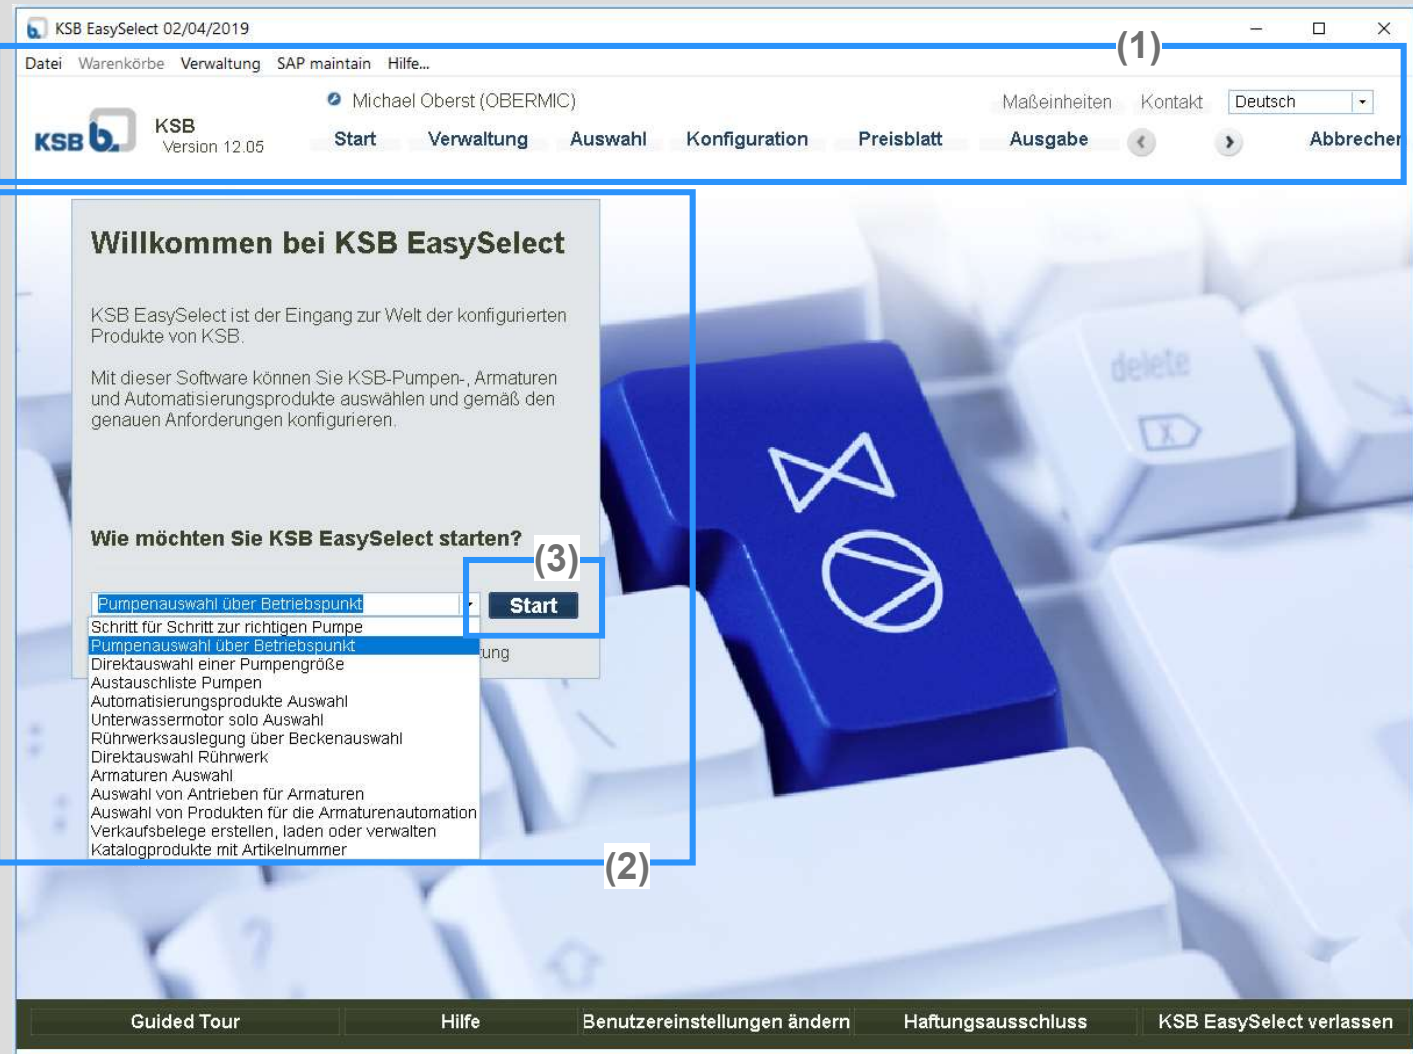 KSB EasySelect 02/04/2019
(1)
Datei Warenkörbe Verwaltung SAP maintain Hilfe...
Michael Oberst (OBERMIC)
Maßeinheiten Kontakt Deutsch
KSB b.
KSB
Version 12.05
Start Verwaltung Auswahl Konfiguration Preisblatt Ausgabe Abbrechen
Willkommen bei KSB EasySelect
KSB EasySelect ist der Eingang zur Welt der konfigurierten
Produkte von KSB.
Mit dieser Software können Sie KSB-Pumpen-, Armaturen
und Automatisierungsprodukte auswählen und gemäß den
genauen Anforderungen konfigurieren.
Wie möchten Sie KSB EasySelect starten?
(3)
Pumpenauswahl über Betriebspunkt
Start
Schritt für Schritt zur richtigen Pumpe
Pumpenauswahl über Betriebspunkt
Direktauswahl einer Pumpengröße
Austauschliste Pumpen
Automatisierungsprodukte Auswahl
Unterwassermotor solo Auswahl
Rührwerksauslegung über Beckenauswahl
Direktauswahl Rührwerk
Armaturen Auswahl
Auswahl von Antrieben für Armaturen
Auswahl von Produkten für die Armaturenautomation
Verkaufsbelege erstellen, laden oder verwalten
Katalogprodukte mit Artikelnummer
(2)
delete
X
Guided Tour Hilfe Benutzereinstellungen ändern Haftungsausschluss KSB EasySelect verlassen